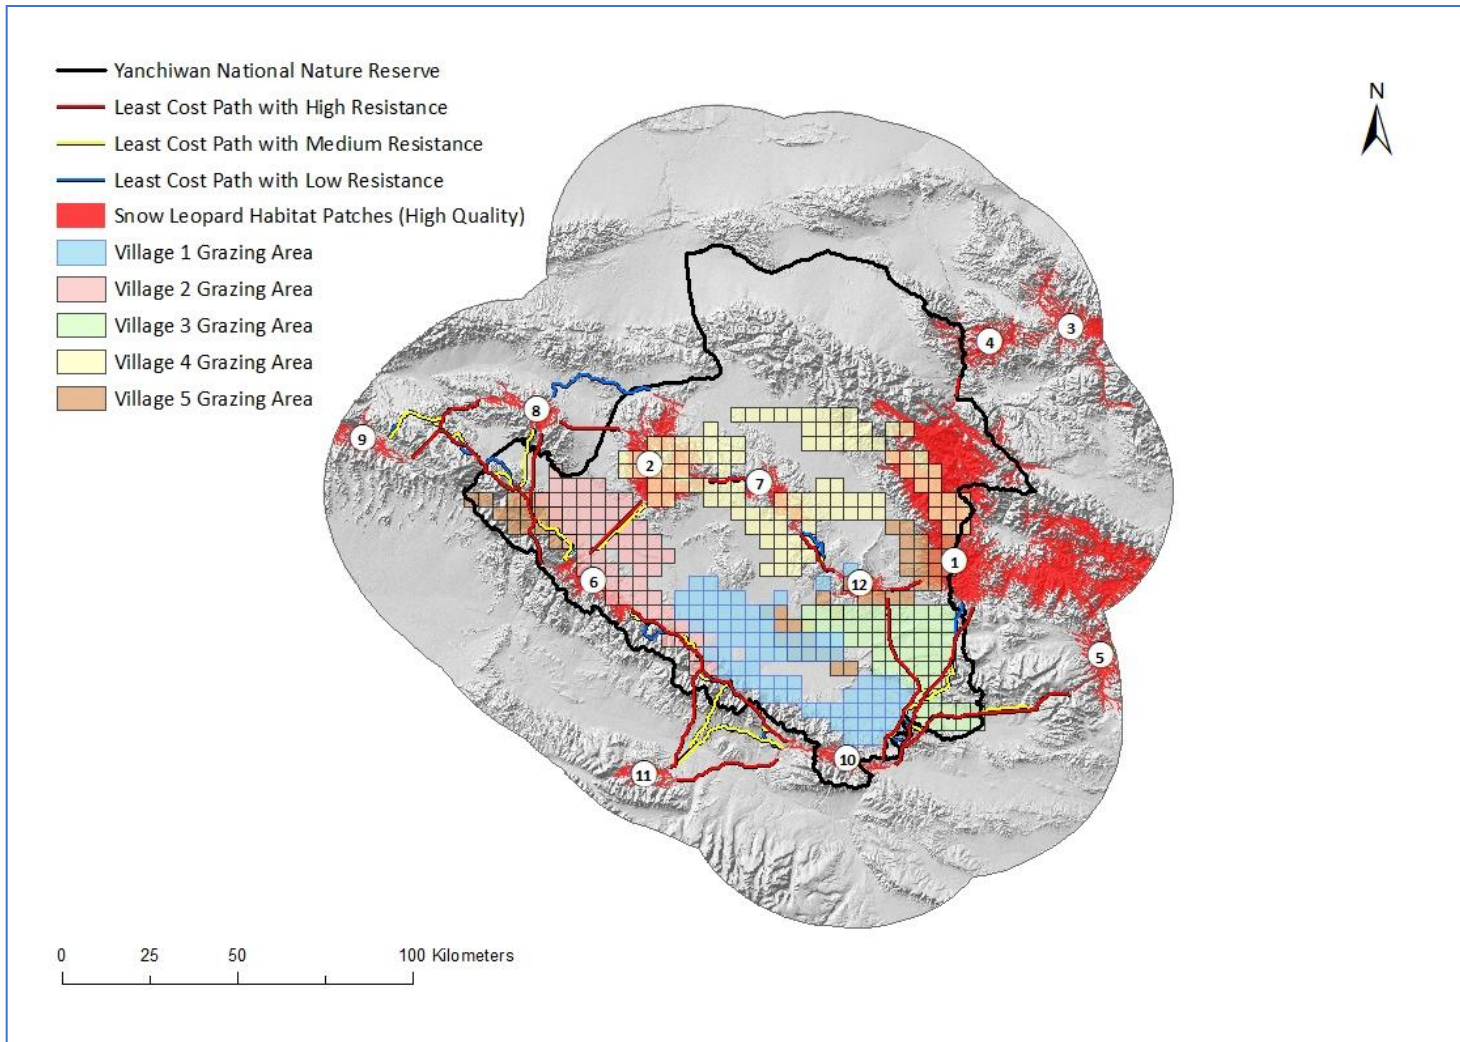 Yanchiwan National Nature Reserve
Least Cost Path with High Resistance
Least Cost Path with Medium Resistance
Least Cost Path with Low Resistance
Snow Leopard Habitat Patches (High Quality)
Village 1 Grazing Area
Village 2 Grazing Area
Village 3 Grazing Area
Village 4 Grazing Area
Village 5 Grazing Area
N
3
4
8
9
2
7
1
6
12
5
10
11
0 25 50 100 Kilometers